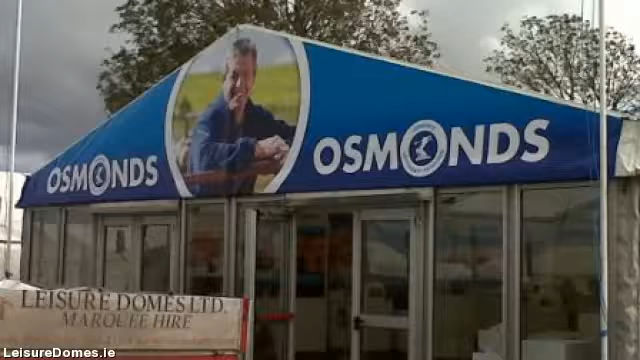 OSMONDS
OSMONDS
LEISURE DOMES LTD.
MARQUEE HIRE
LeisureDomes.ie